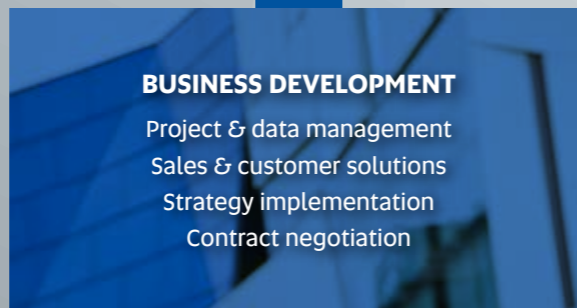 BUSINESS DEVELOPMENT
Project & data management
Sales & customer solutions
Strategy implementation
Contract negotiation